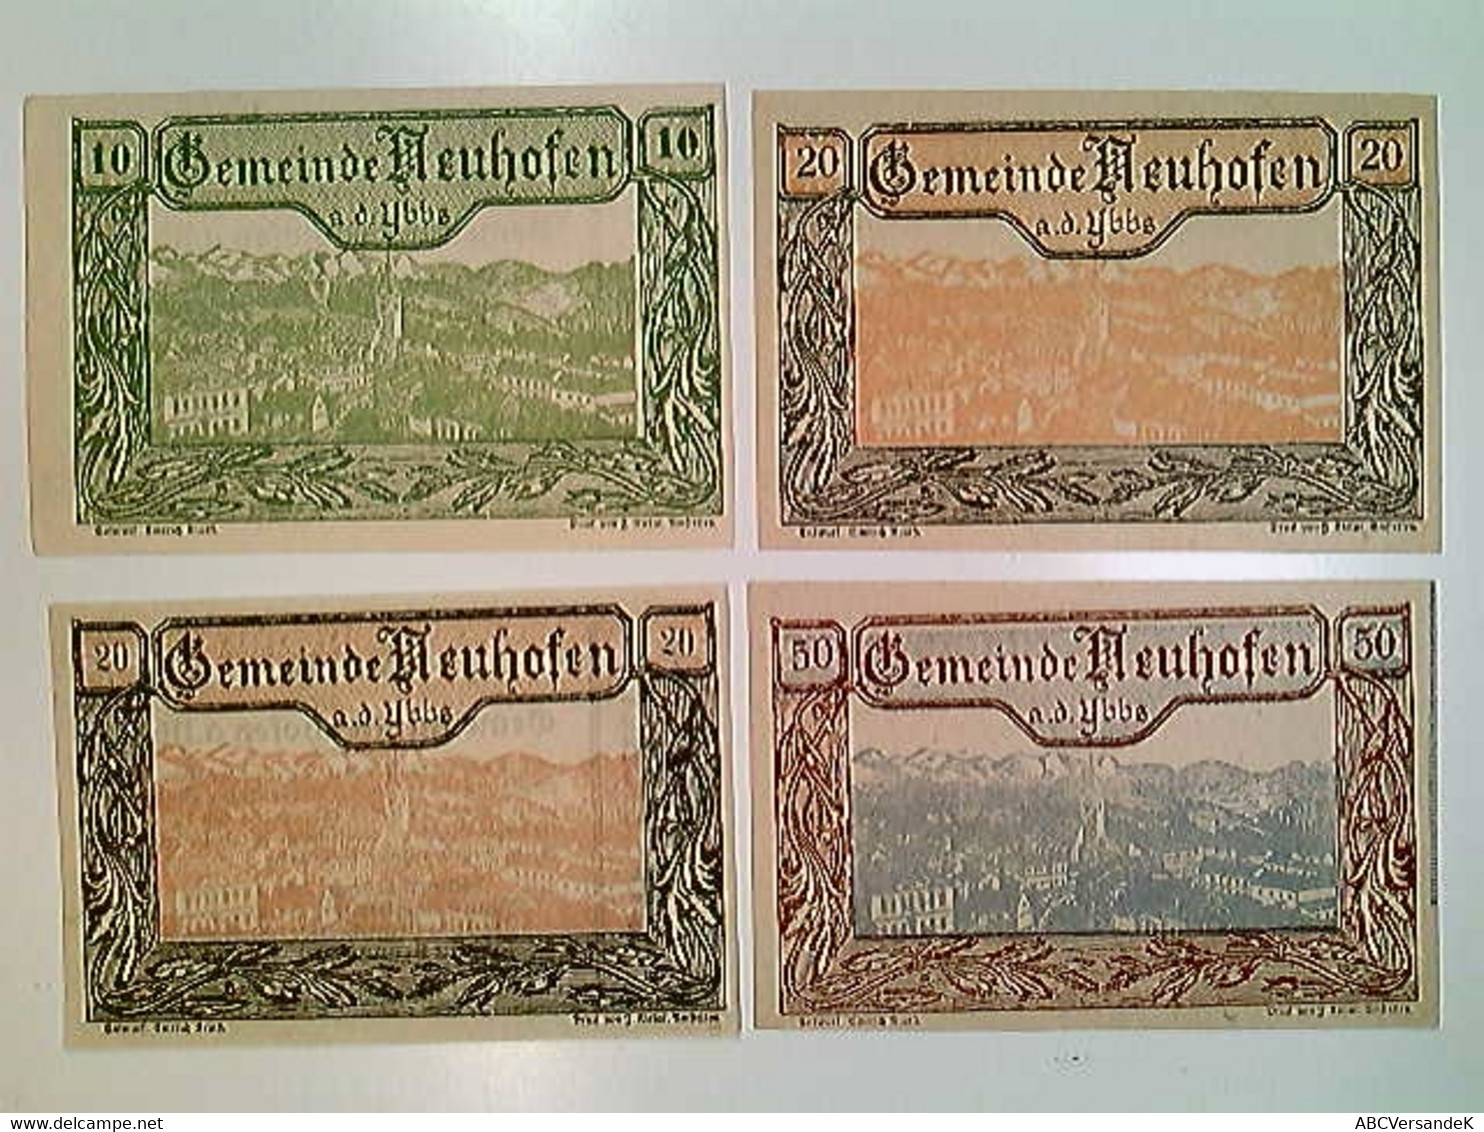 10 Gemeinde Neuhofen 10
a.d. Ybbs
20 Gemeinde Neuhofen 20
a.d. Ybbs
20 Gemeinde Neuhofen 20
a.d. Ybbs
50 Gemeinde Neuhofen 50
a.d. Ybbs
www.delcampe.net
ABCVersandeK